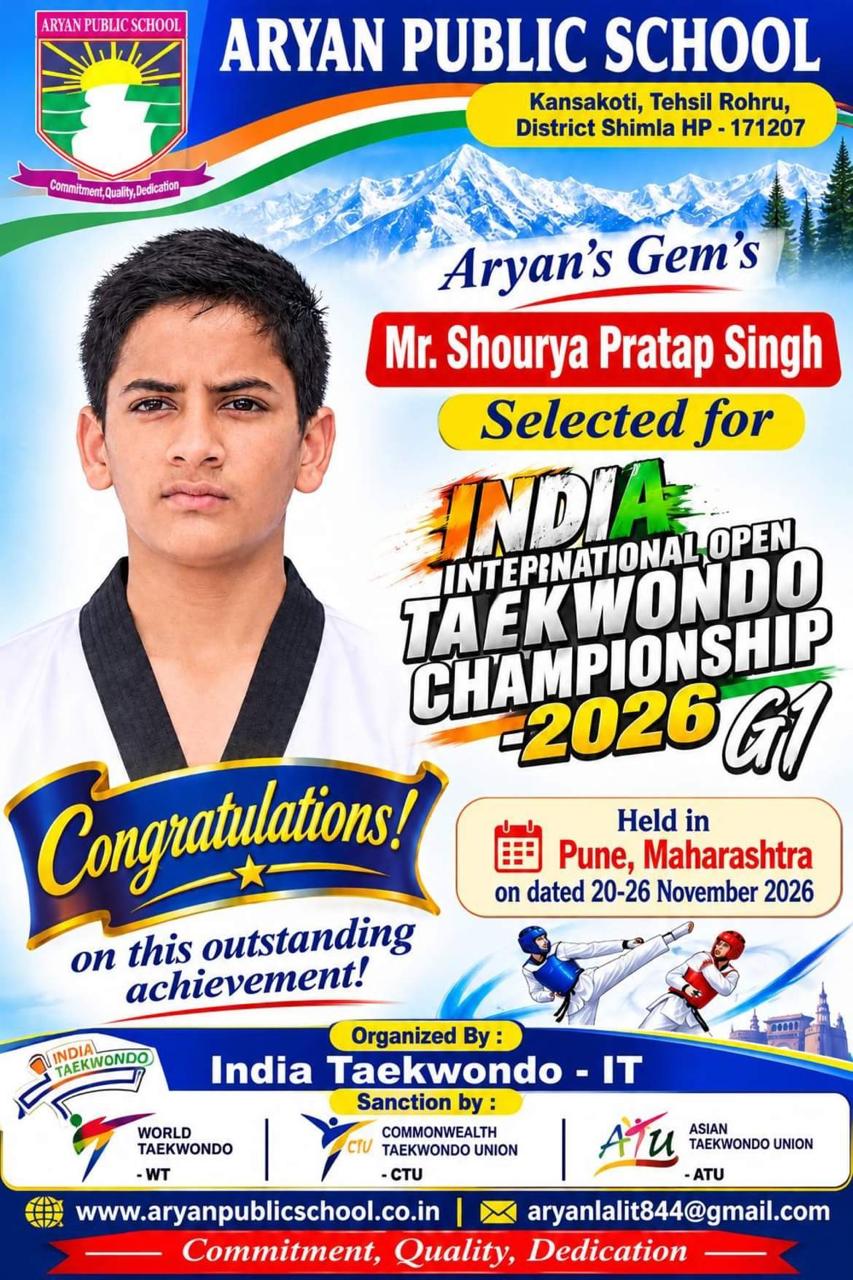 ARYAN PUBLIC SCHOOL
Commitment, Quality, Dedication
ARYAN PUBLIC SCHOOL
Kansakoti, Tehsil Rohru,
District Shimla HP - 171207
Aryan's Gem's
Mr. Shourya Pratap Singh
Selected for
INDIA
INTERNATIONAL OPEN
TAEKWONDO
CHAMPIONSHIP
-2026 G1
Congratulations!
on this outstanding
achievement!
Held in
Pune, Maharashtra
on dated 20-26 November 2026
Organized By :
INDIA
TAEKWONDO
India Taekwondo - IT
Sanction by :
WORLD
TAEKWONDO
- WT
CTU
COMMONWEALTH
TAEKWONDO UNION
- CTU
ATU
ASIAN
TAEKWONDO UNION
- ATU
www.aryanpublicschool.co.in | aryanlalit844@gmail.com
Commitment, Quality, Dedication